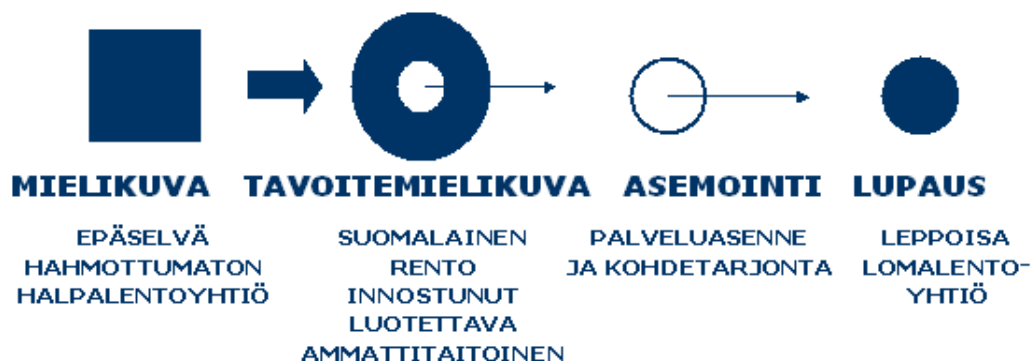 MIELIKUVA TAVOITEMIELIKUVA ASEMOINTI LUPAUS
EPÄSELVÄ
HAHMOTTUMATON
HALPALENTOYHTIÖ
SUOMALAINEN
RENTO
INNOSTUNUT
LUOTETTAVA
AMMATTITAITOINEN
PALVELUASENNE
JA KOHDETARJONTA
LEPPOISA
LOMALENTO-
YHTIÖ